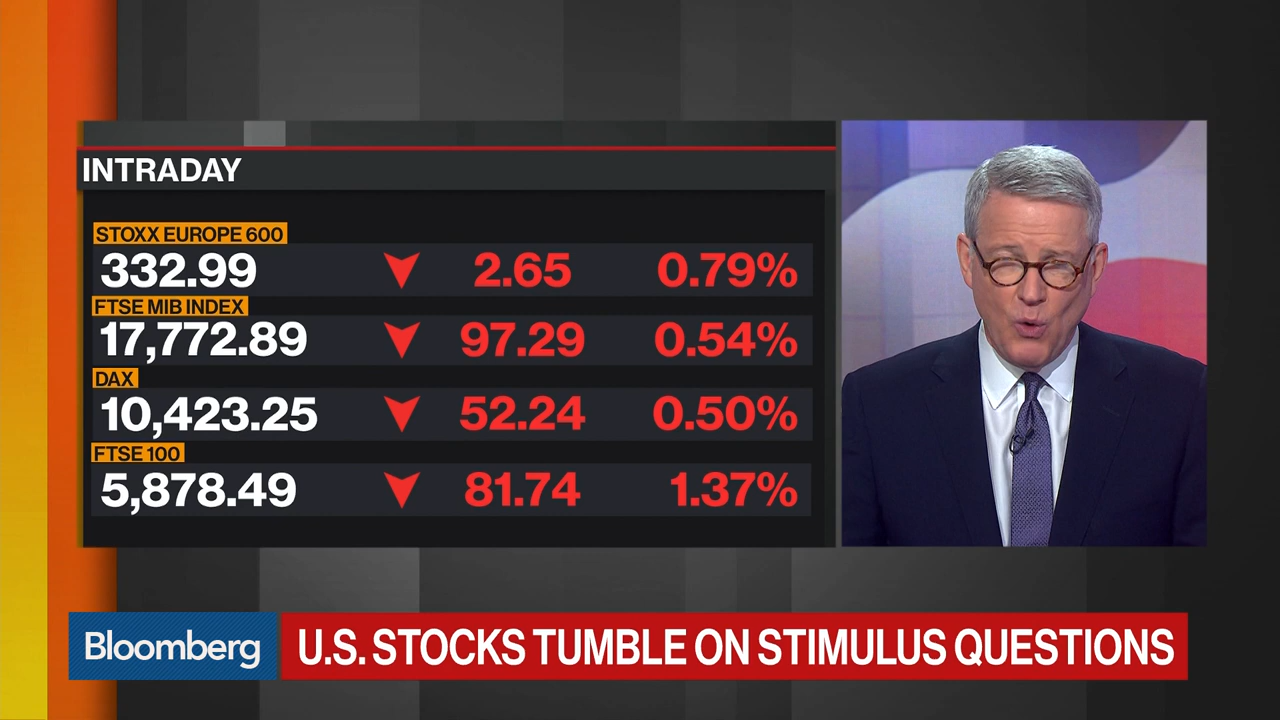 INTRADAY
STOXX EUROPE 600
332.99 2.65 0.79%
FTSE MIB INDEX
17,772.89 97.29 0.54%
DAX
10,423.25 52.24 0.50%
FTSE 100
5,878.49 81.74 1.37%
Bloomberg U.S. STOCKS TUMBLE ON STIMULUS QUESTIONS